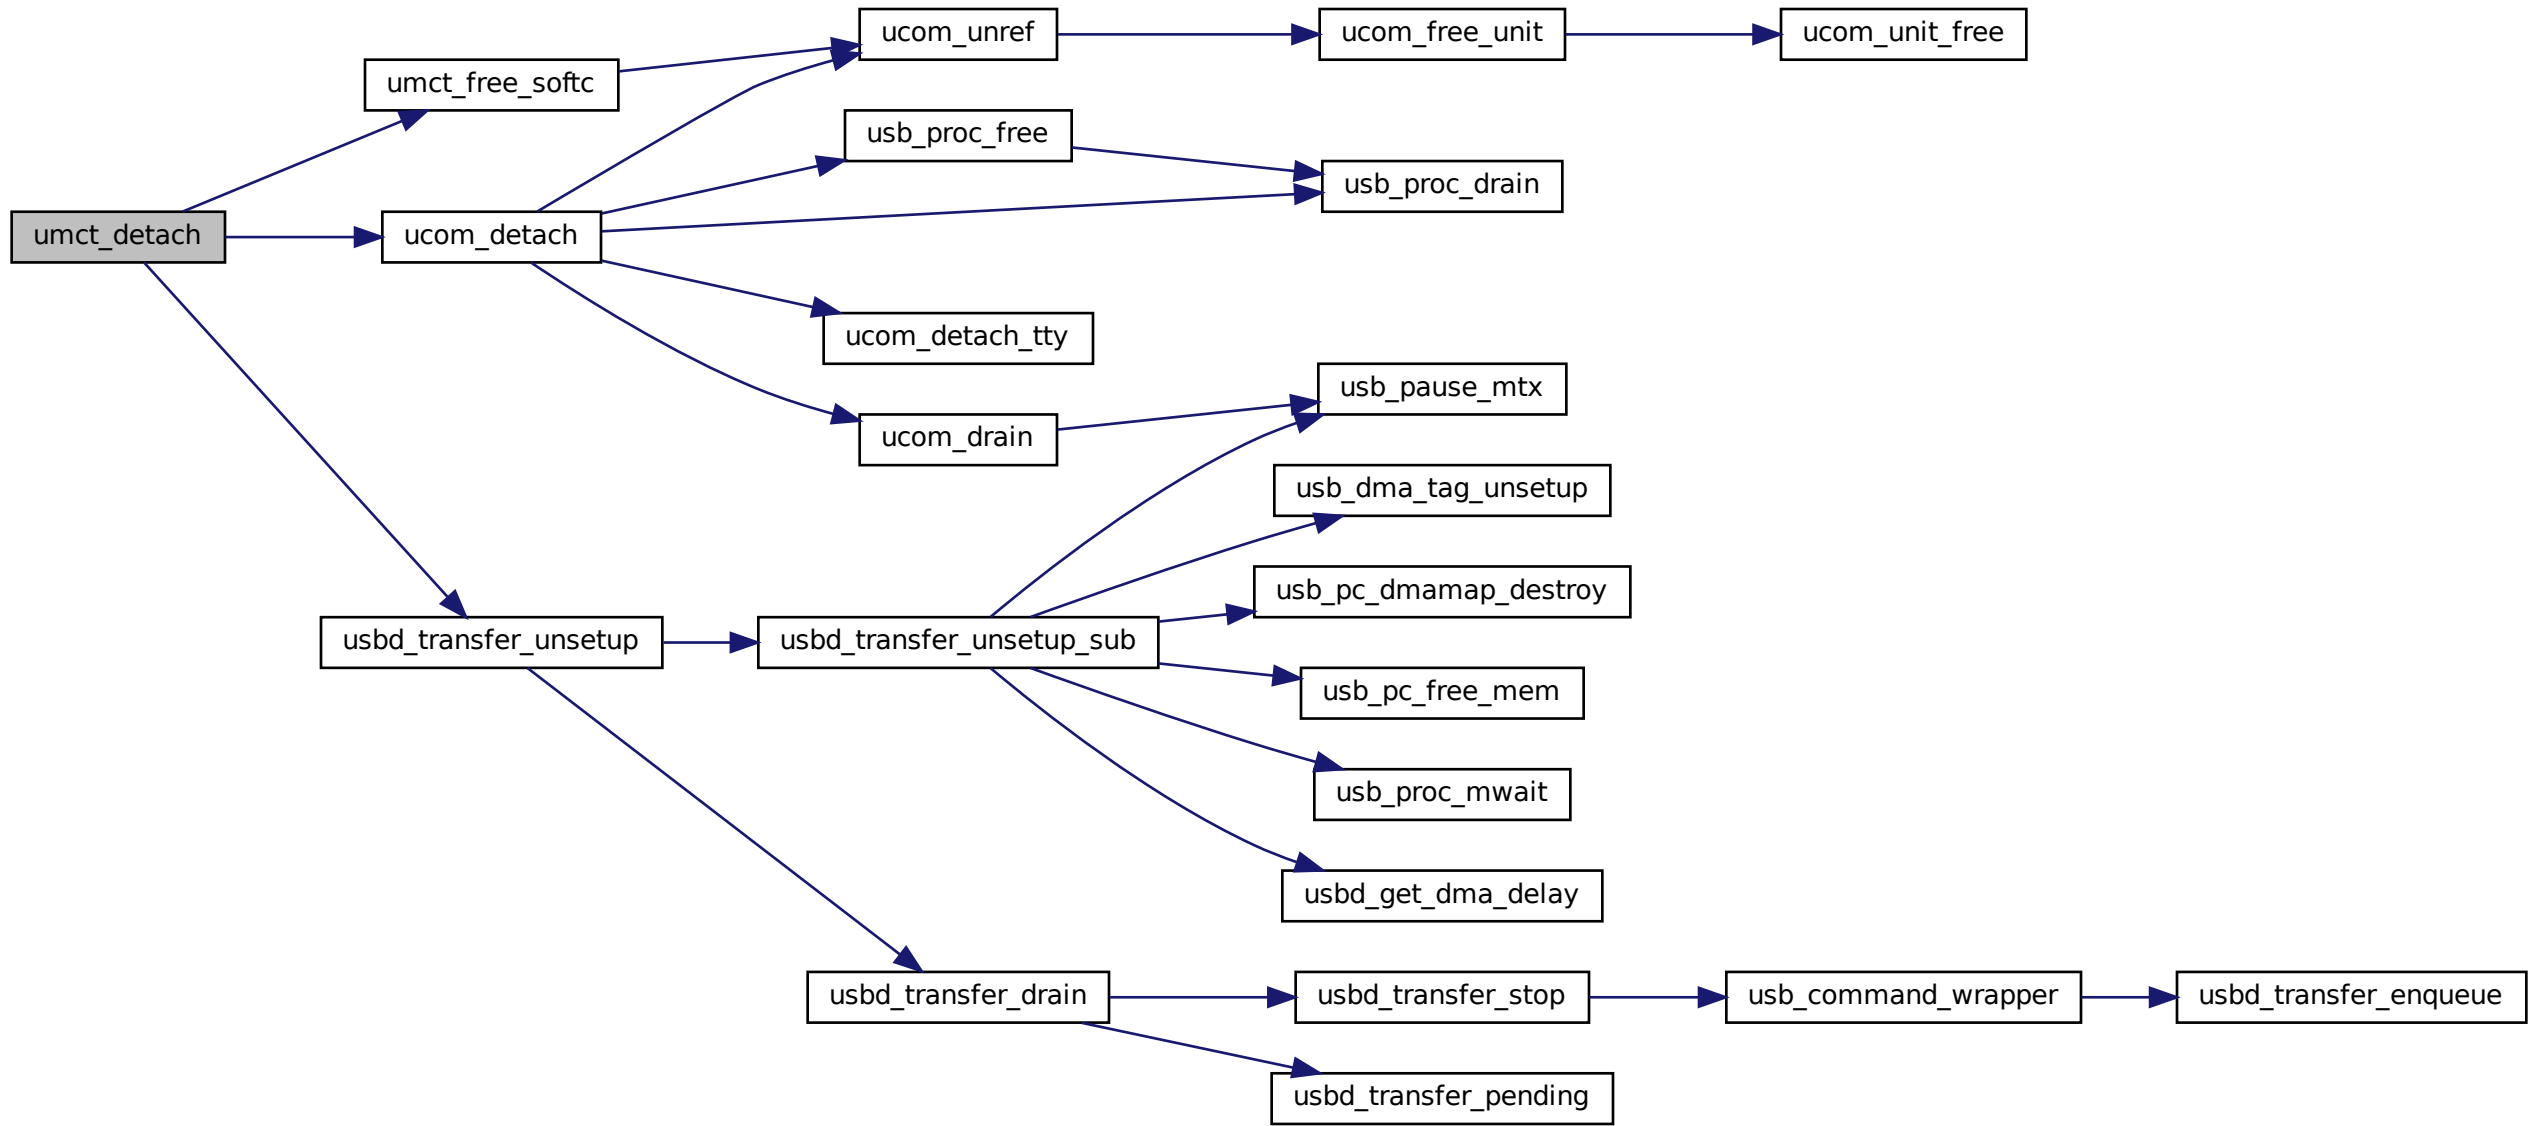 ucom_unref
ucom_free_unit
ucom_unit_free
umct_free_softc
usb_proc_free
usb_proc_drain
umct_detach
ucom_detach
ucom_detach_tty
usb_pause_mtx
ucom_drain
usb_dma_tag_unsetup
usb_pc_dmamap_destroy
usbd_transfer_unsetup
usbd_transfer_unsetup_sub
usb_pc_free_mem
usb_proc_mwait
usbd_get_dma_delay
usbd_transfer_drain
usbd_transfer_stop
usb_command_wrapper
usbd_transfer_enqueue
usbd_transfer_pending